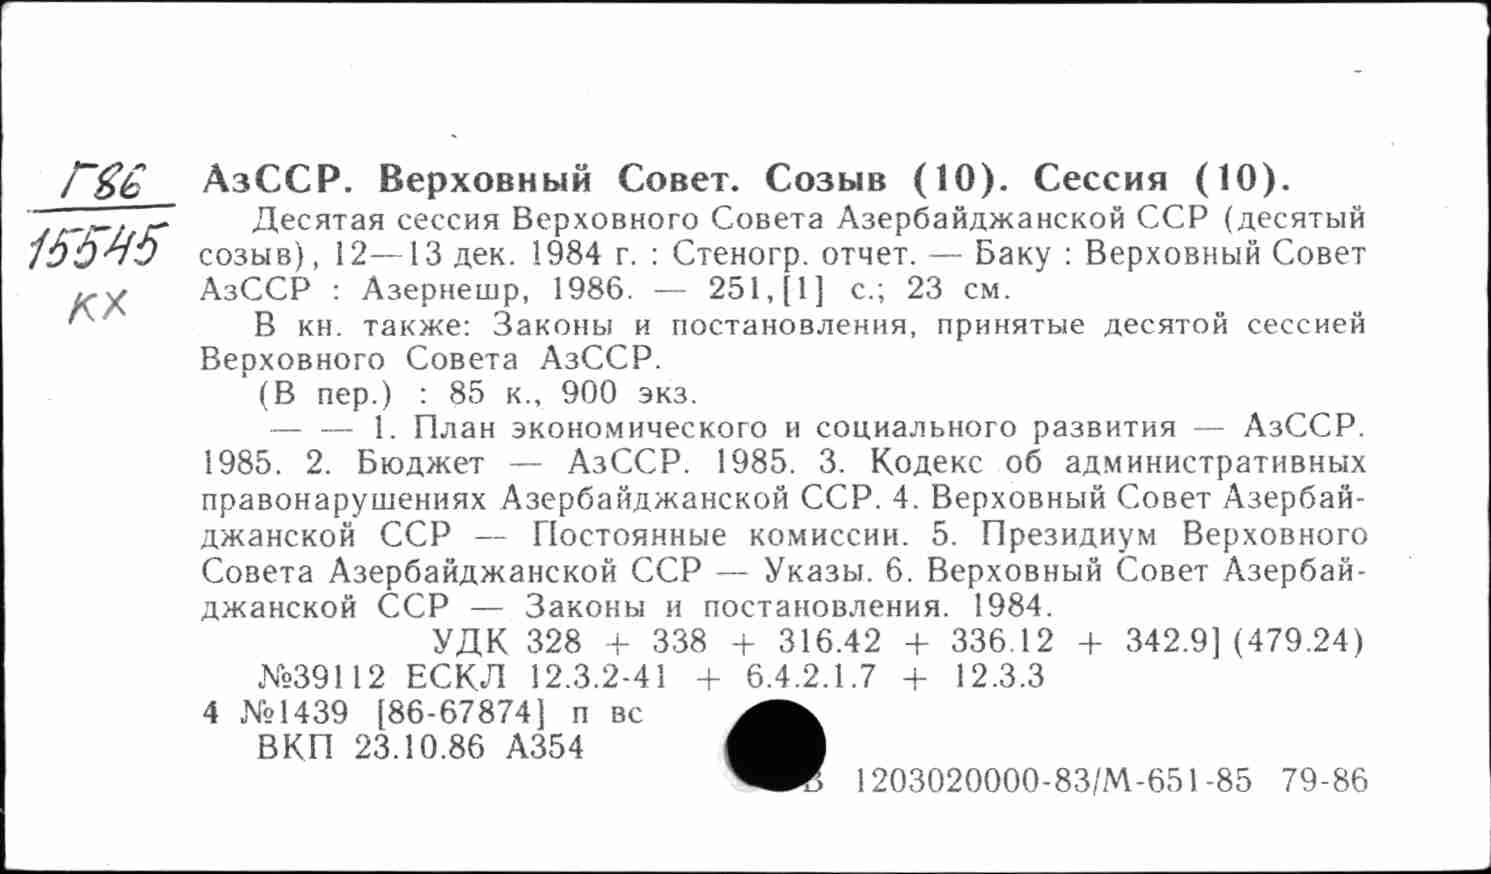 Г86
15545
КХ
АзССР. Верховный Совет. Созыв (10). Сессия (10).
Десятая сессия Верховного Совета Азербайджанской ССР (десятый
созыв), 12—13 дек. 1984 г. : Стеногр. отчет. — Баку : Верховный Совет
АзССР : Азернешр, 1986. — 251,[1] с.; 23 см.
В кн. также: Законы и постановления, принятые десятой сессией
Верховного Совета АзССР.
(В пер.) : 85 к., 900 экз.
— — 1. План экономического и социального развития — АзССР.
1985. 2. Бюджет — АзССР. 1985. 3. Кодекс об административных
правонарушениях Азербайджанской ССР. 4. Верховный Совет Азербай-
джанской ССР — Постоянные комиссии. 5. Президиум Верховного
Совета Азербайджанской ССР — Указы. 6. Верховный Совет Азербай-
джанской ССР — Законы и постановления. 1984.
УДК 328 + 338 + 316.42 + 336.12 + 342.9] (479.24)
№39112 ЕСКЛ 12.3.2-41 + 6.4.2.1.7 + 12.3.3
4 №1439 [86-67874] п вс
ВКП 23.10.86 А354
В 1203020000-83/М-651-85 79-86